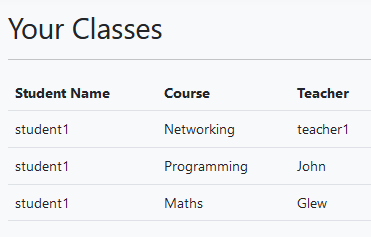 Your Classes
Student Name Course Teacher
student1 Networking teacher1
student1 Programming John
student1 Maths Glew